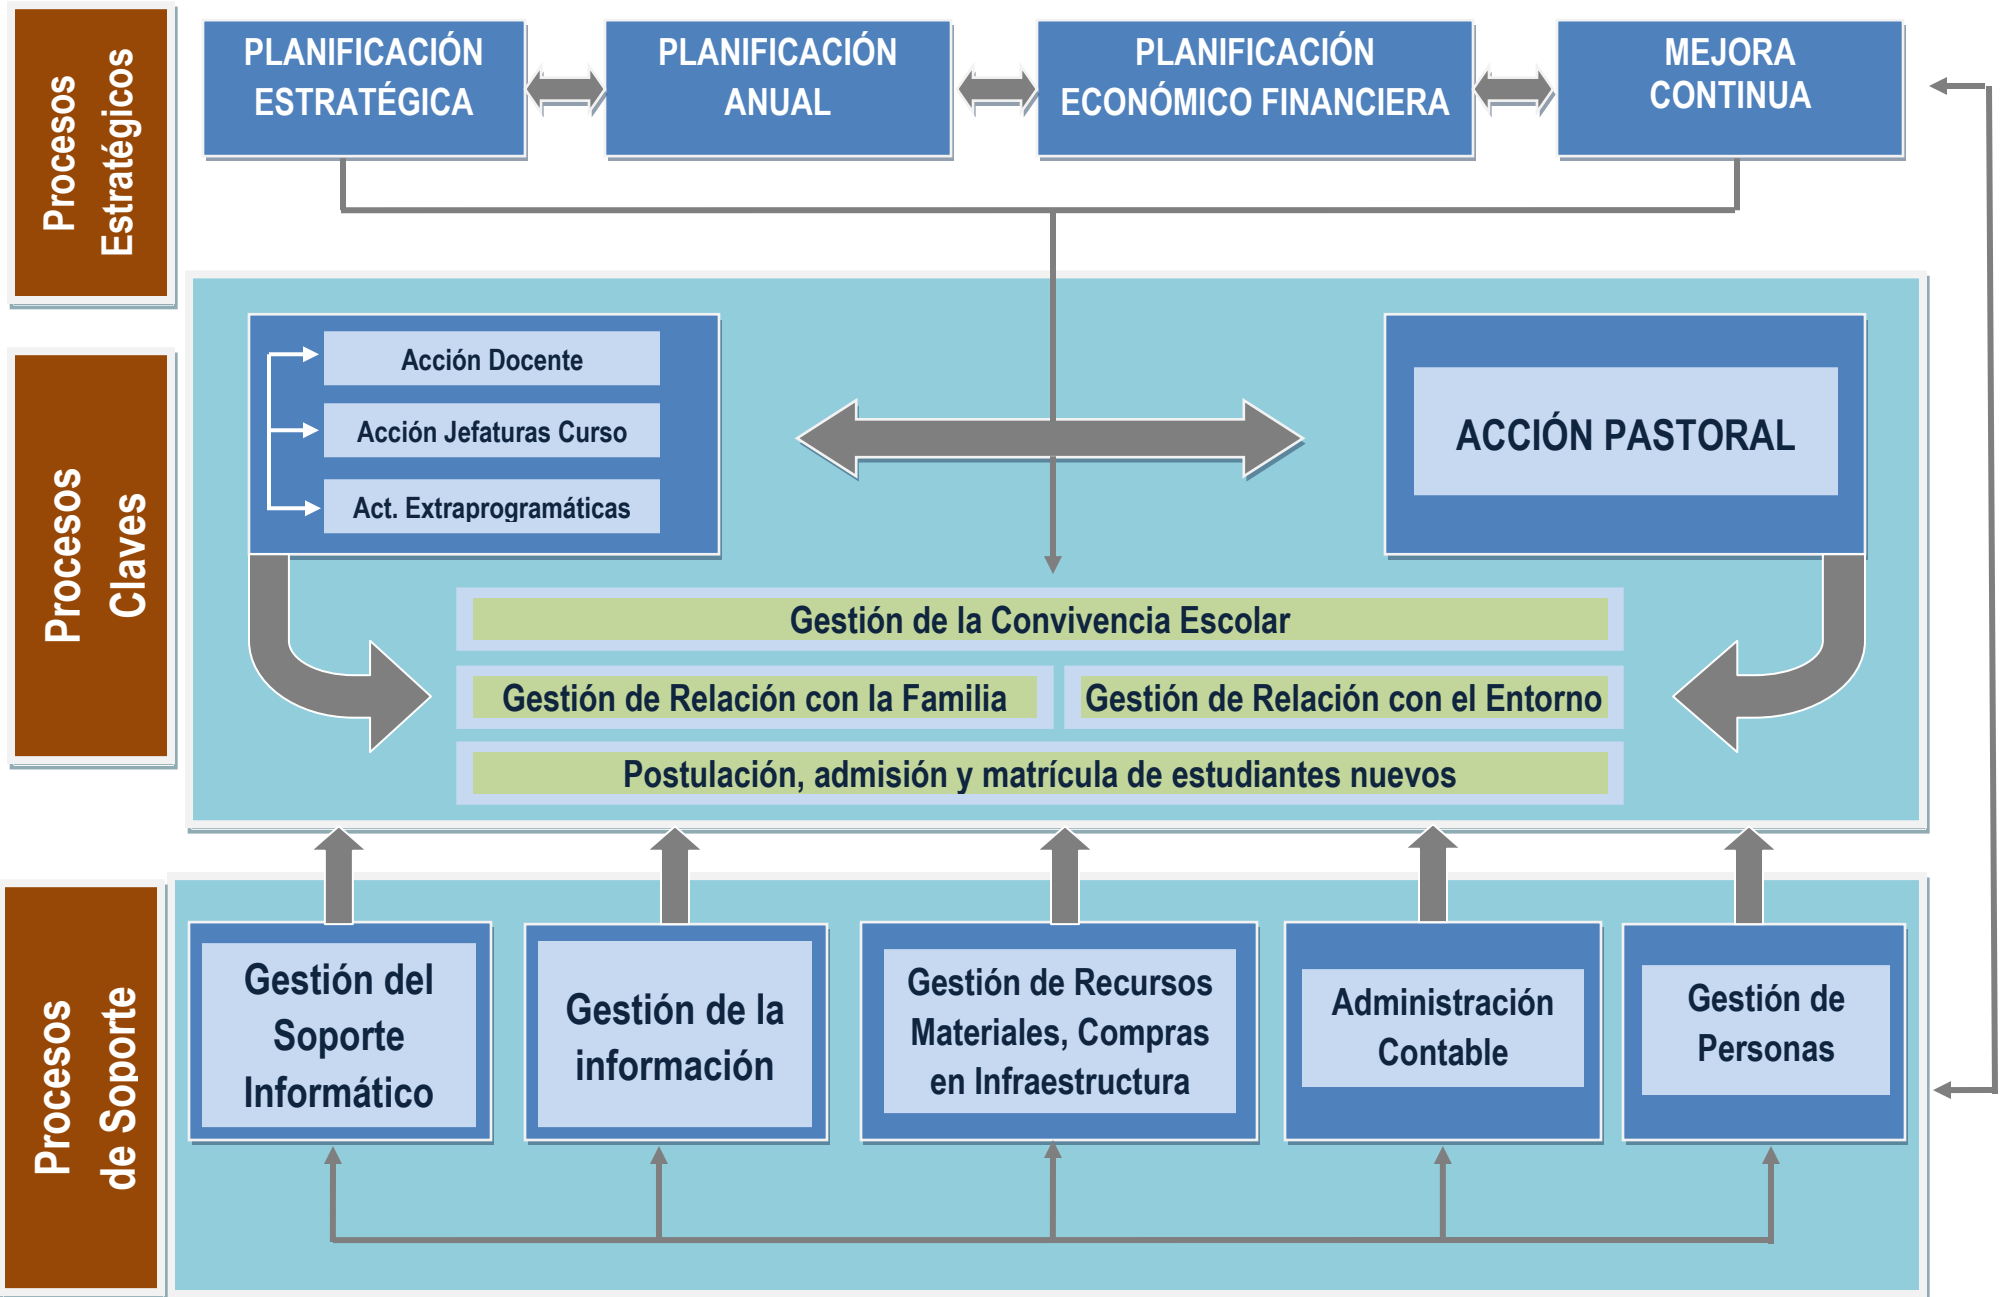 Procesos
Estratégicos
PLANIFICACIÓN
ESTRATÉGICA
PLANIFICACIÓN
ANUAL
PLANIFICACIÓN
ECONÓMICO FINANCIERA
MEJORA
CONTINUA
Procesos
Claves
Acción Docente
Acción Jefaturas Curso
Act. Extraprogramáticas
ACCIÓN PASTORAL
Gestión de la Convivencia Escolar
Gestión de Relación con la Familia
Gestión de Relación con el Entorno
Postulación, admisión y matrícula de estudiantes nuevos
Procesos
de Soporte
Gestión del
Soporte
Informático
Gestión de la
información
Gestión de Recursos
Materiales, Compras
en Infraestructura
Administración
Contable
Gestión de
Personas